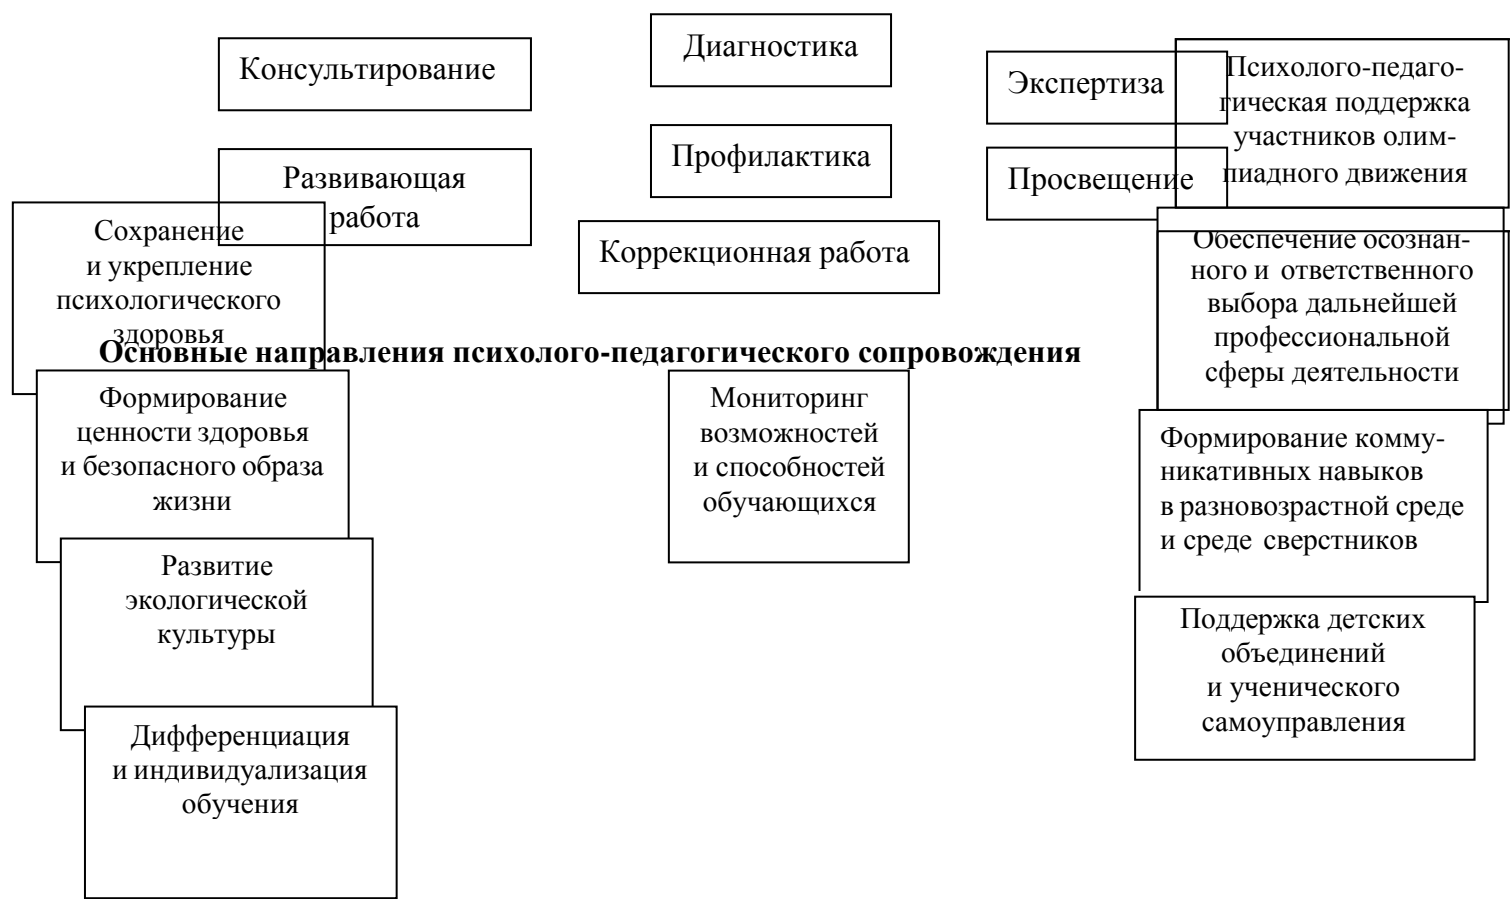 Консультирование
Диагностика
Экспертиза
Развивающая
работа
Профилактика
Просвещение
Коррекционная работа
Основные направления психолого-педагогического сопровождения
Сохранение
и укрепление
психологического
здоровья
Формирование
ценности здоровья
и безопасного образа
жизни
Развитие
экологической
культуры
Дифференциация
и индивидуализация
обучения
Мониторинг
возможностей
и способностей
обучающихся
Психолого-педаго-
гическая поддержка
участников олим-
пиадного движения
Обеспечение осознан-
ного и ответственного
выбора дальнейшей
профессиональной
сферы деятельности
Формирование комму-
никативных навыков
в разновозрастной среде
и среде сверстников
Поддержка детских
объединений
и ученического
самоуправления